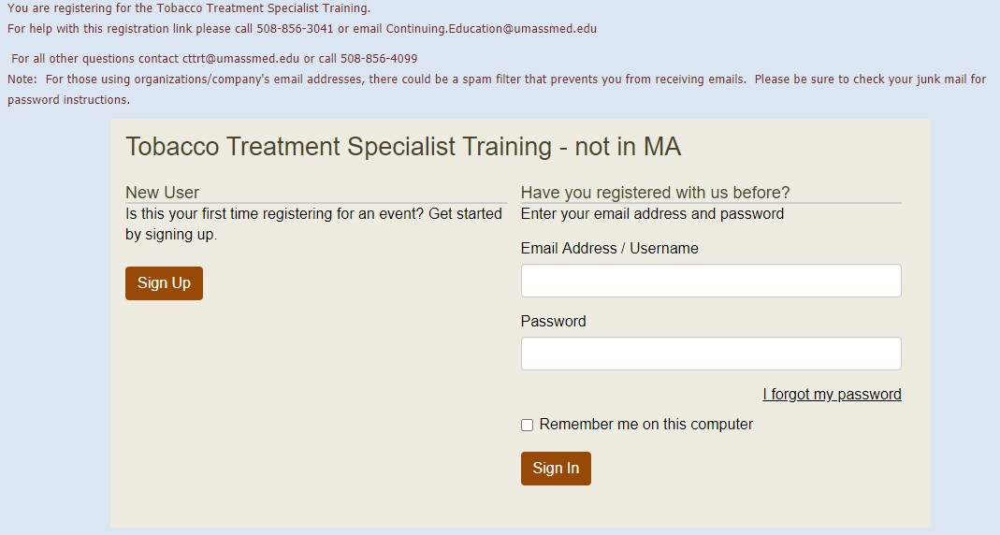 You are registering for the Tobacco Treatment Specialist Training.
For help with this registration link please call 508-856-3041 or email Continuing.Education@umassmed.edu
For all other questions contact cttrt@umassmed.edu or call 508-856-4099
Note:  For those using organizations/company's email addresses, there could be a spam filter that prevents you from receiving emails.  Please be sure to check your junk mail for
password instructions.
Tobacco Treatment Specialist Training - not in MA
New User
Is this your first time registering for an event? Get started
by signing up.
Sign Up
Have you registered with us before?
Enter your email address and password
Email Address / Username
Password
I forgot my password
Remember me on this computer
Sign In